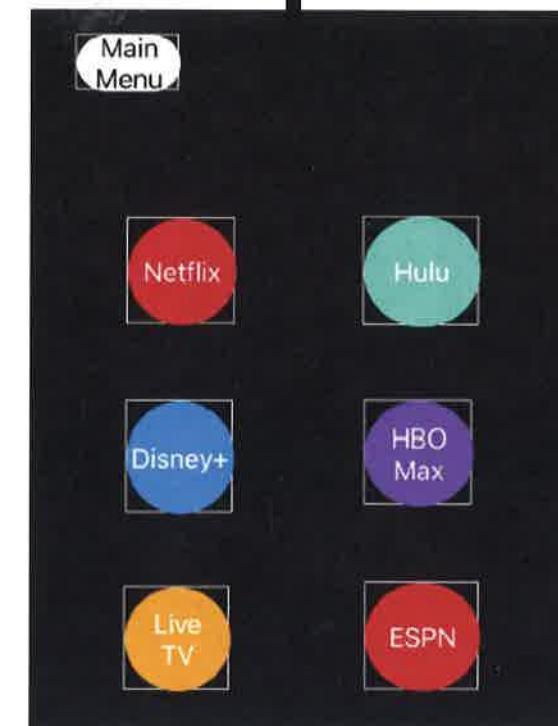 Main
Menu
Netflix
Hulu
Disney+
HBO
Max
Live
TV
ESPN